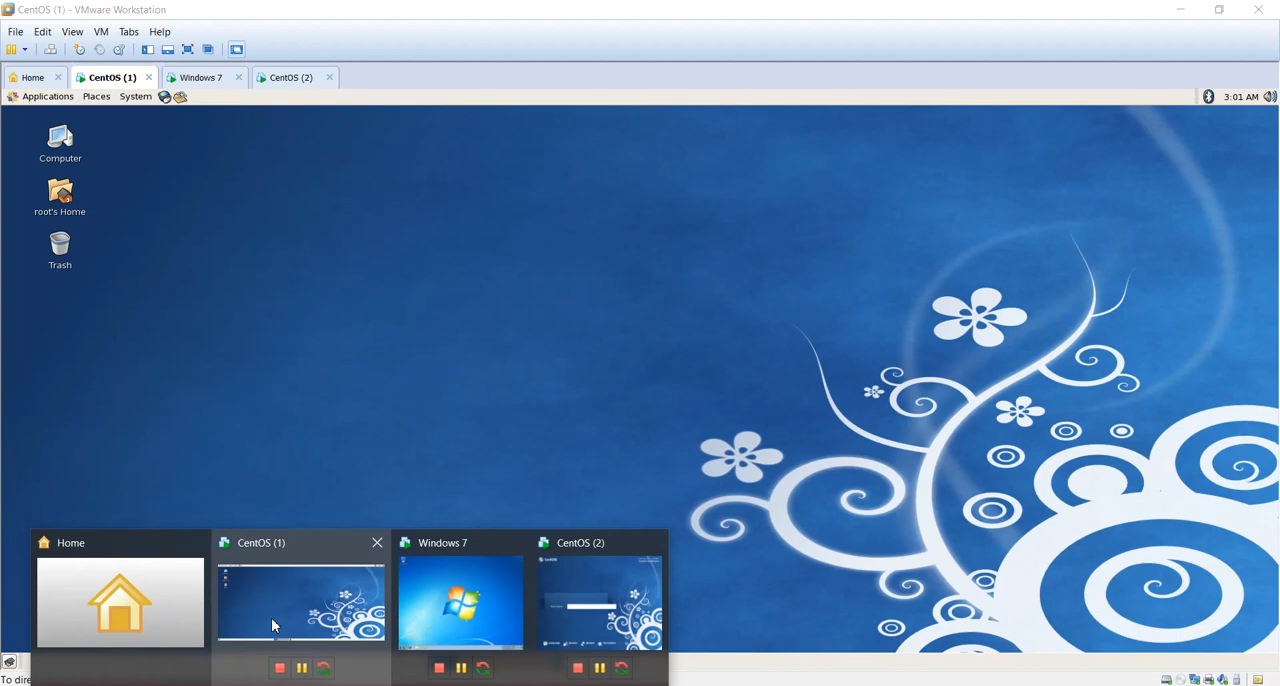 CentOS (1) - VMware Workstation
File Edit View VM Tabs Help
Home CentOS (1) Windows 7 CentOS (2)
Applications Places System 3:01 AM
Computer
root's Home
Trash
Home CentOS (1) Windows 7 CentOS (2)
To dire